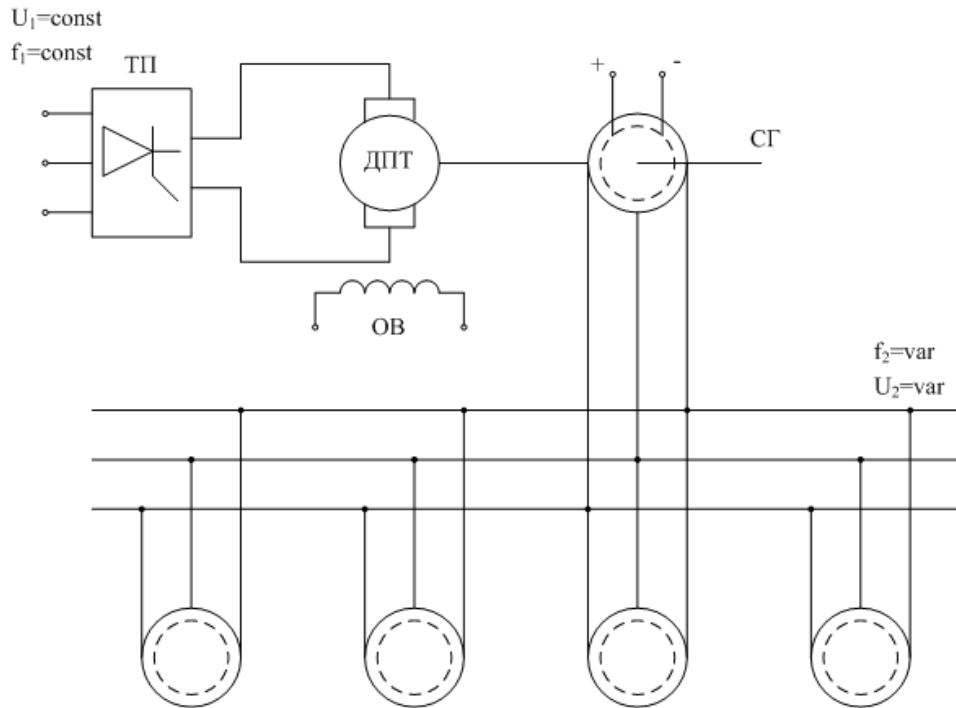 U₁=const
f₁=const
ТП
+ -
ДПТ
СГ
ОВ
f₂=var
U₂=var